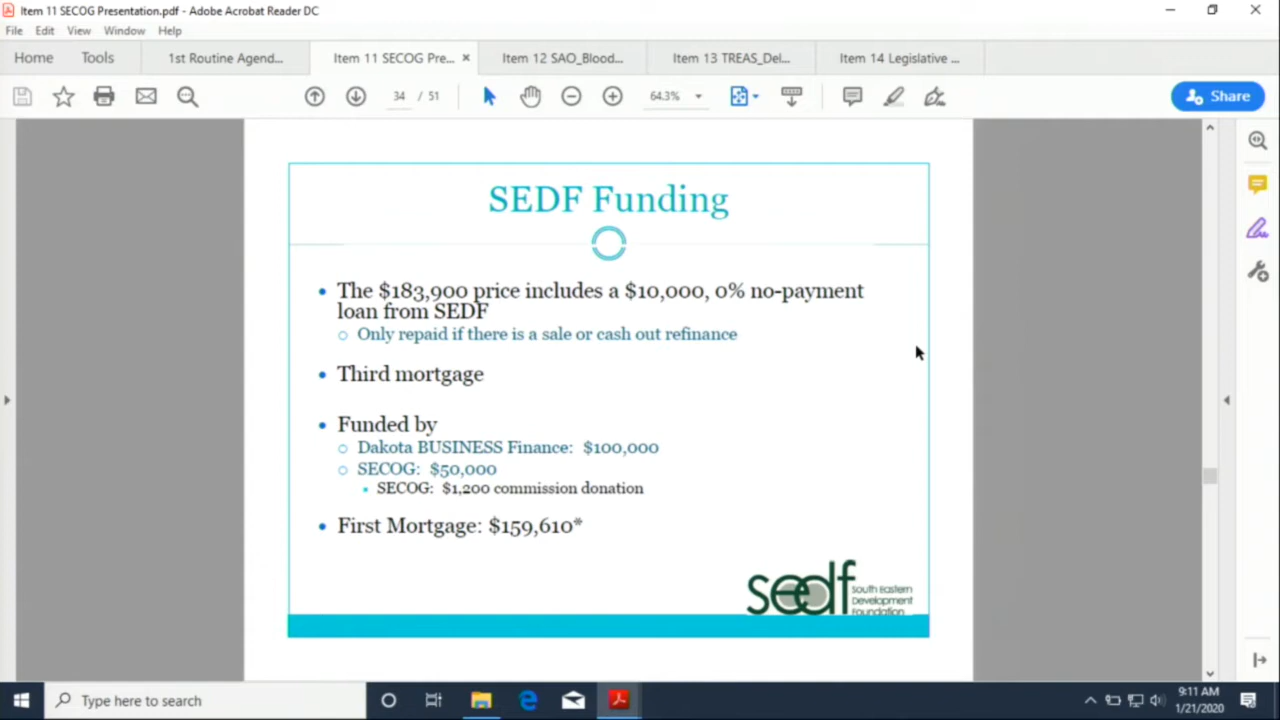 Item 11 SECOG Presentation.pdf - Adobe Acrobat Reader DC
File Edit View Window Help
Home Tools 1st Routine Agend... Item 11 SECOG Pre... × Item 12 SAO_Blood... Item 13 TREAS_Del... Item 14 Legislative ...
34 / 51 64.3% Share
SEDF Funding
• The $183,900 price includes a $10,000, 0% no-payment
loan from SEDF
○ Only repaid if there is a sale or cash out refinance
• Third mortgage
• Funded by
○ Dakota BUSINESS Finance: $100,000
○ SECOG: $50,000
▪ SECOG: $1,200 commission donation
• First Mortgage: $159,610*
sedf
South Eastern
Development
Foundation
Type here to search
9:11 AM
1/21/2020